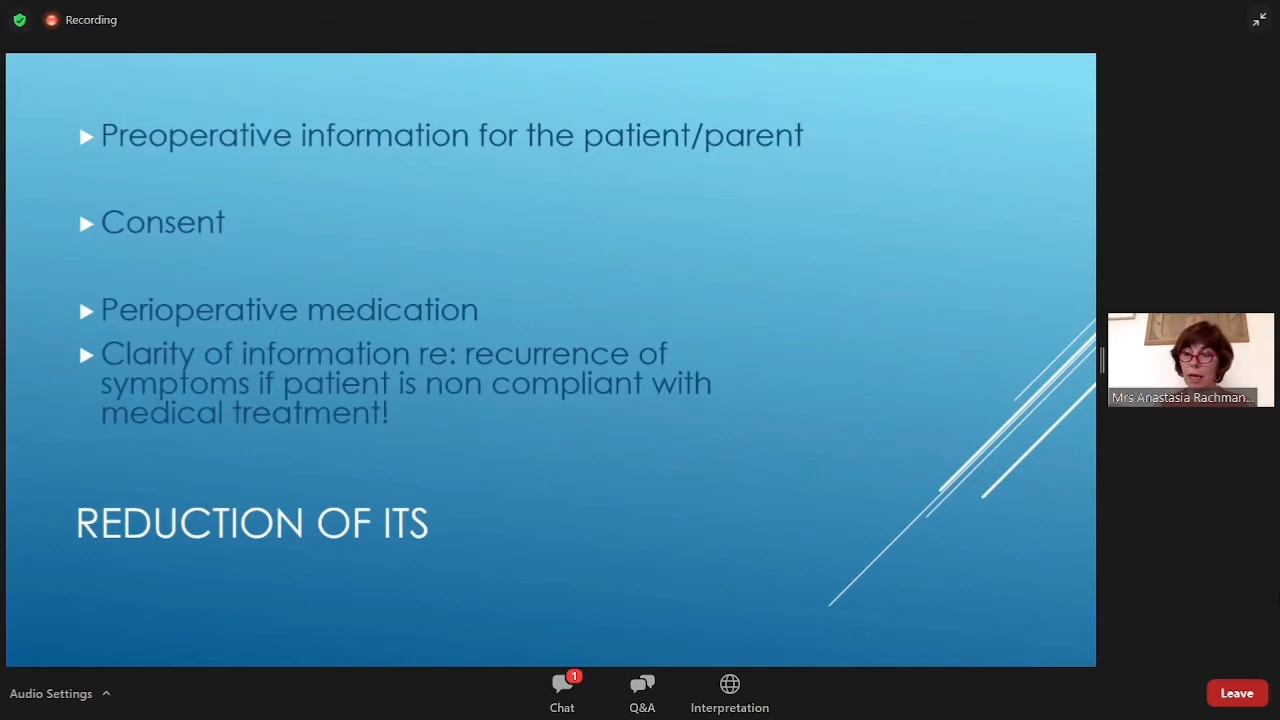 Recording
Preoperative information for the patient/parent
Consent
Perioperative medication
Clarity of information re: recurrence of
symptoms if patient is non compliant with
medical treatment!
REDUCTION OF ITS
Mrs Anastasia Rachman...
Audio Settings
1
Chat
Q&A
Interpretation
Leave